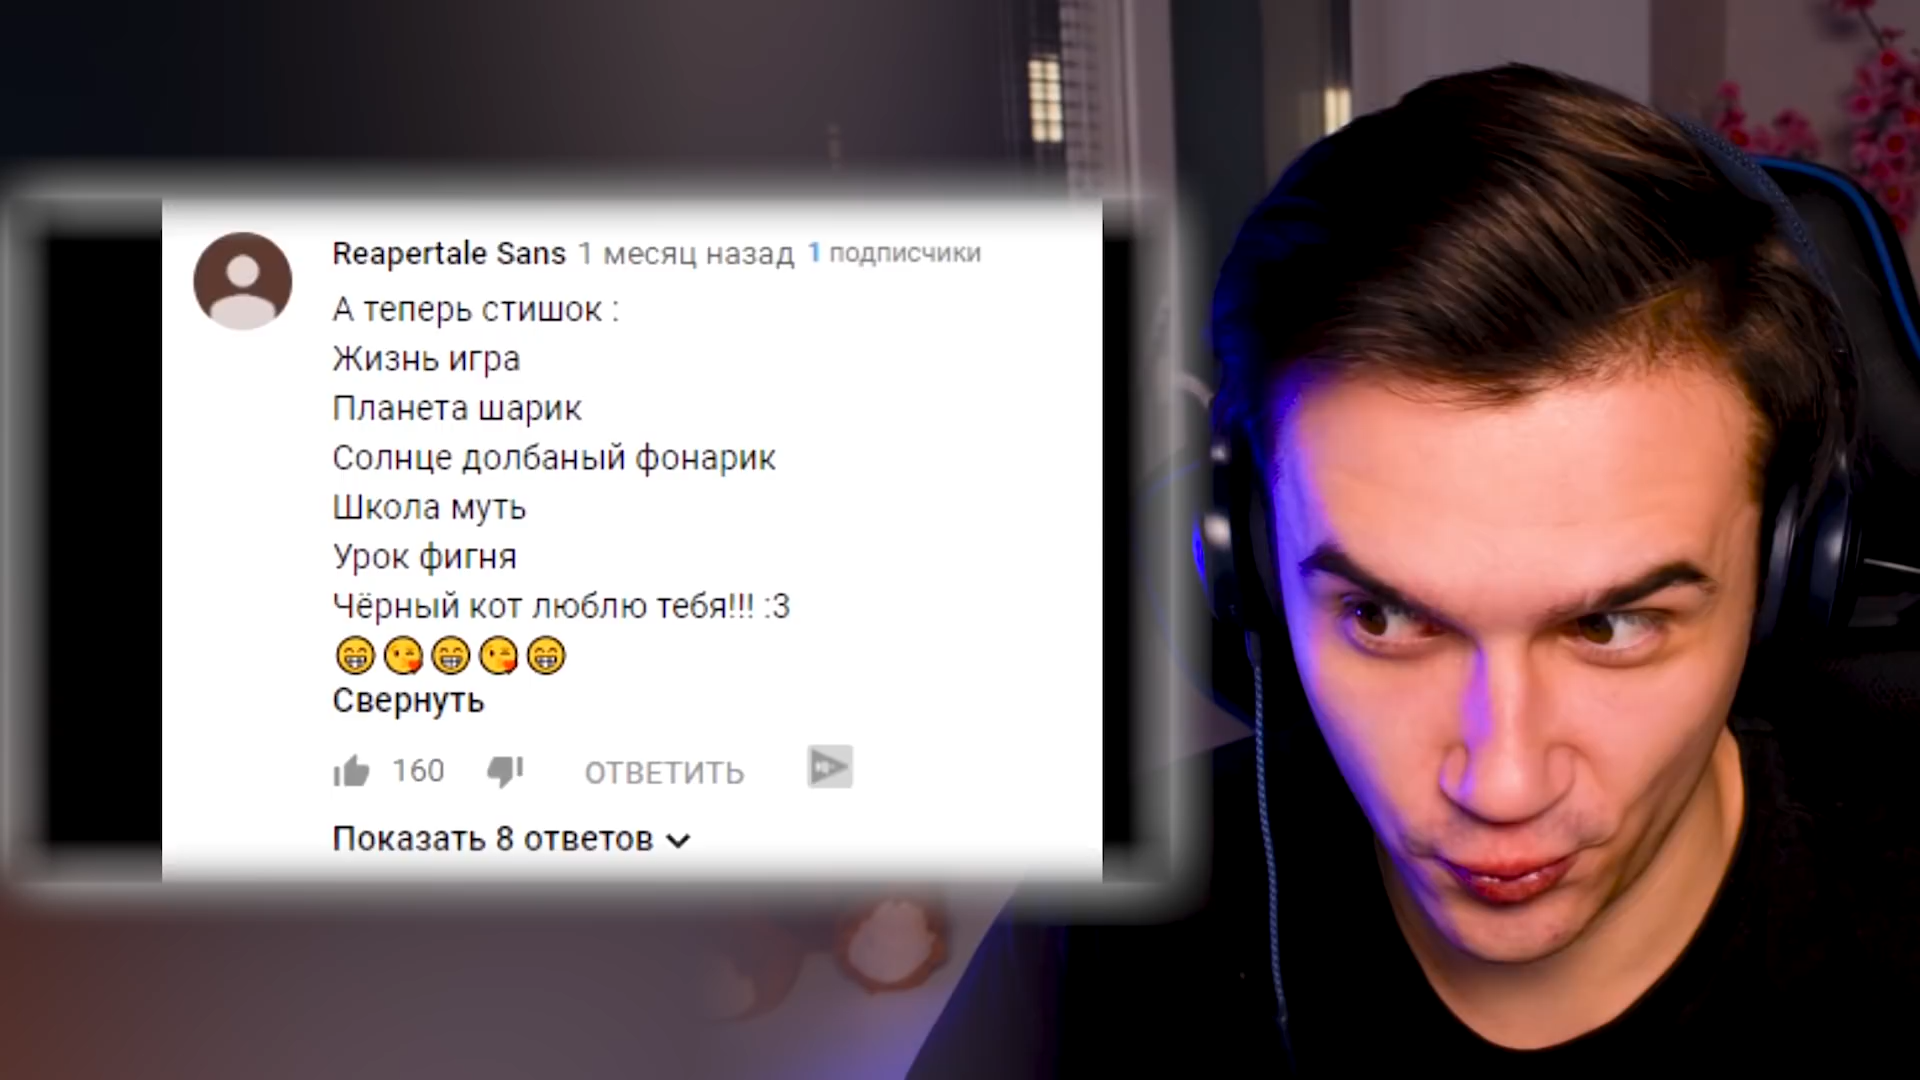 Reapertale Sans 1 месяц назад 1 подписчики
А теперь стишок :
Жизнь игра
Планета шарик
Солнце долбаный фонарик
Школа муть
Урок фигня
Чёрный кот люблю тебя!!! :3
😁😘😁😘😁
Свернуть
160 ОТВЕТИТЬ
Показать 8 ответов